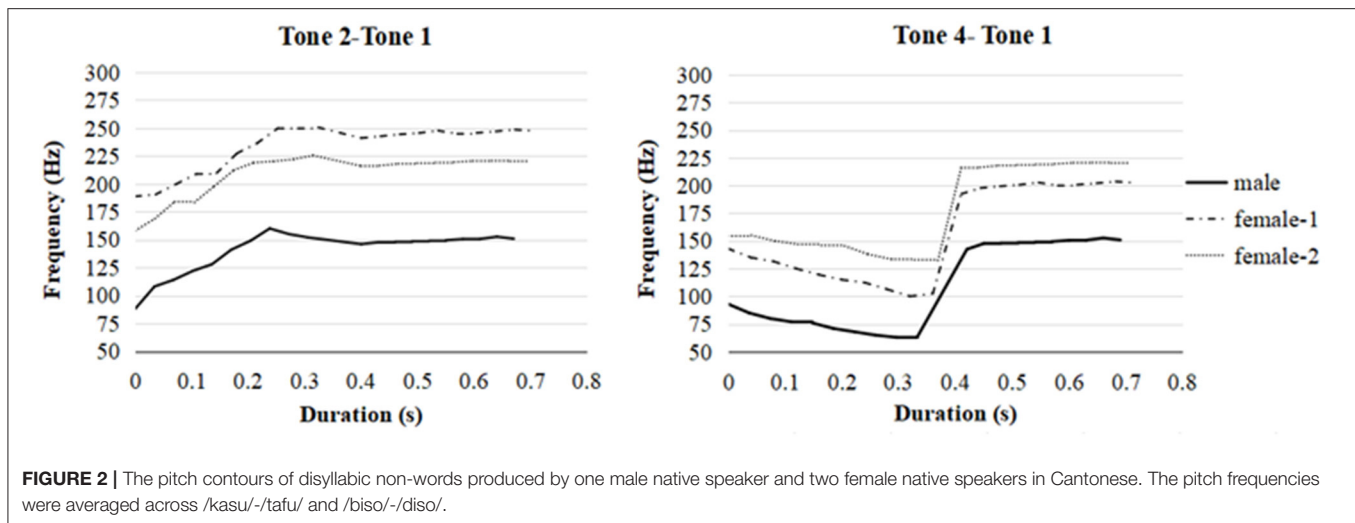 Tone 2-Tone 1
300
275
250
225
200
175
150
125
100
75
50
Frequency (Hz)
0 0.1 0.2 0.3 0.4 0.5 0.6 0.7 0.8
Duration (s)
Tone 4- Tone 1
300
275
250
225
200
175
150
125
100
75
50
Frequency (Hz)
0 0.1 0.2 0.3 0.4 0.5 0.6 0.7 0.8
Duration (s)
male
female-1
female-2
FIGURE 2 | The pitch contours of disyllabic non-words produced by one male native speaker and two female native speakers in Cantonese. The pitch frequencies
were averaged across /kasu/-/tafu/ and /biso/-/diso/.